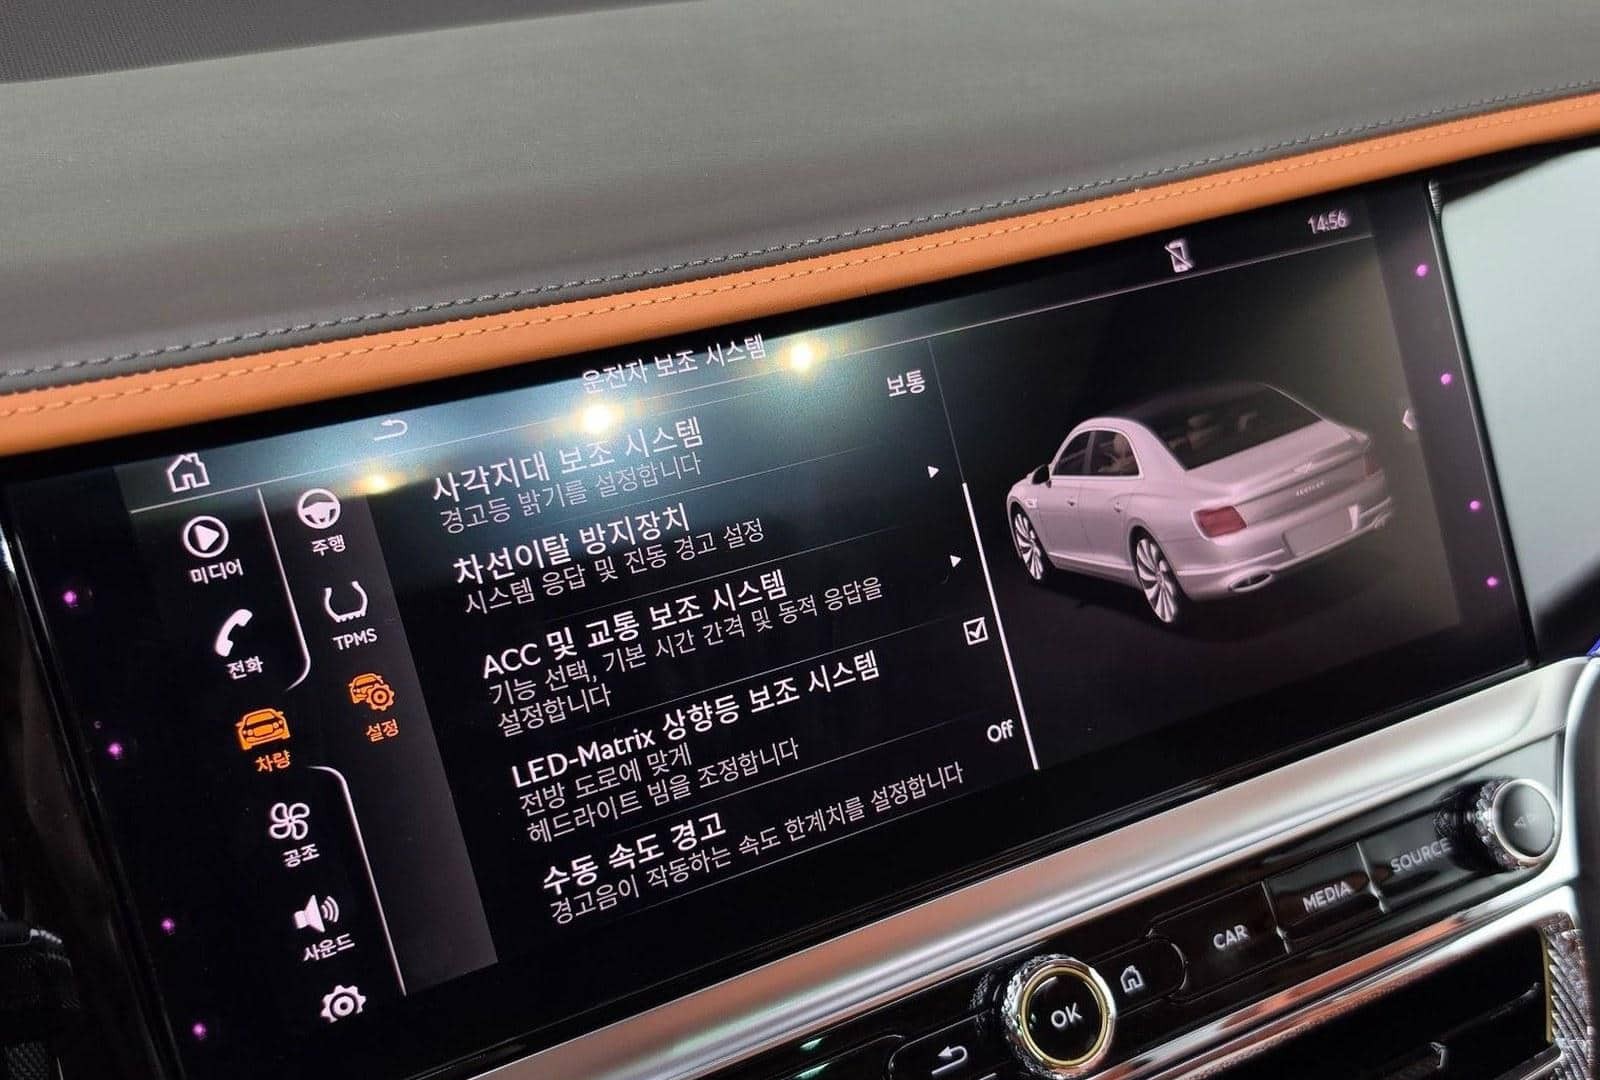 14:56
운전자 보조 시스템
미디어
전화
차량
공조
사운드
주행
TPMS
설정
사각지대 보조 시스템
보통
경고등 밝기를 설정합니다
차선이탈 방지장치
시스템 응답 및 진동 경고 설정
ACC 및 교통 보조 시스템
기능 선택, 기본 시간 간격 및 동적 응답을
설정합니다
LED-Matrix 상향등 보조 시스템
전방 도로에 맞게
헤드라이트 빔을 조정합니다
수동 속도 경고
Off
경고음이 작동하는 속도 한계치를 설정합니다
OK
CAR
MEDIA
SOURCE